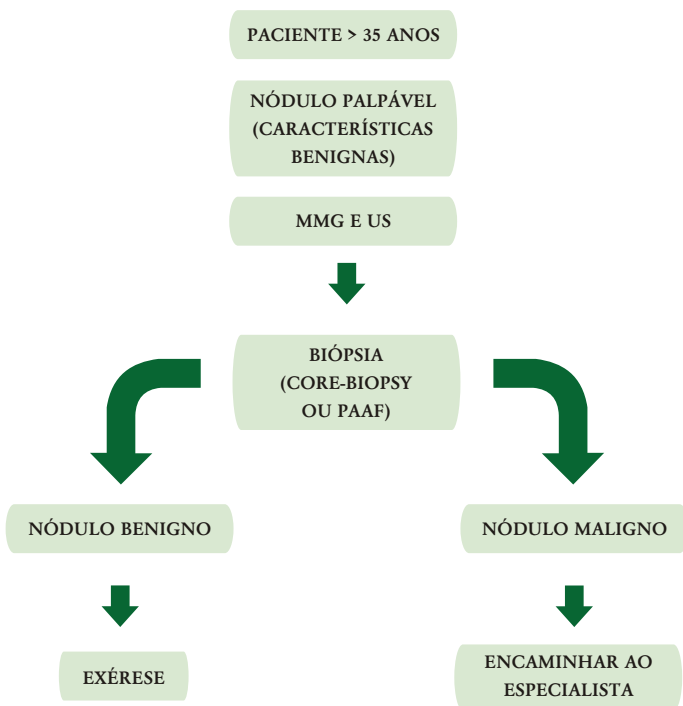 PACIENTE > 35 ANOS
NÓDULO PALPÁVEL
(CARACTERÍSTICAS
BENIGNAS)
MMG E US
BIÓPSIA
(CORE-BIOPSY
OU PAAF)
NÓDULO BENIGNO
NÓDULO MALIGNO
EXÉRESE
ENCAMINHAR AO
ESPECIALISTA